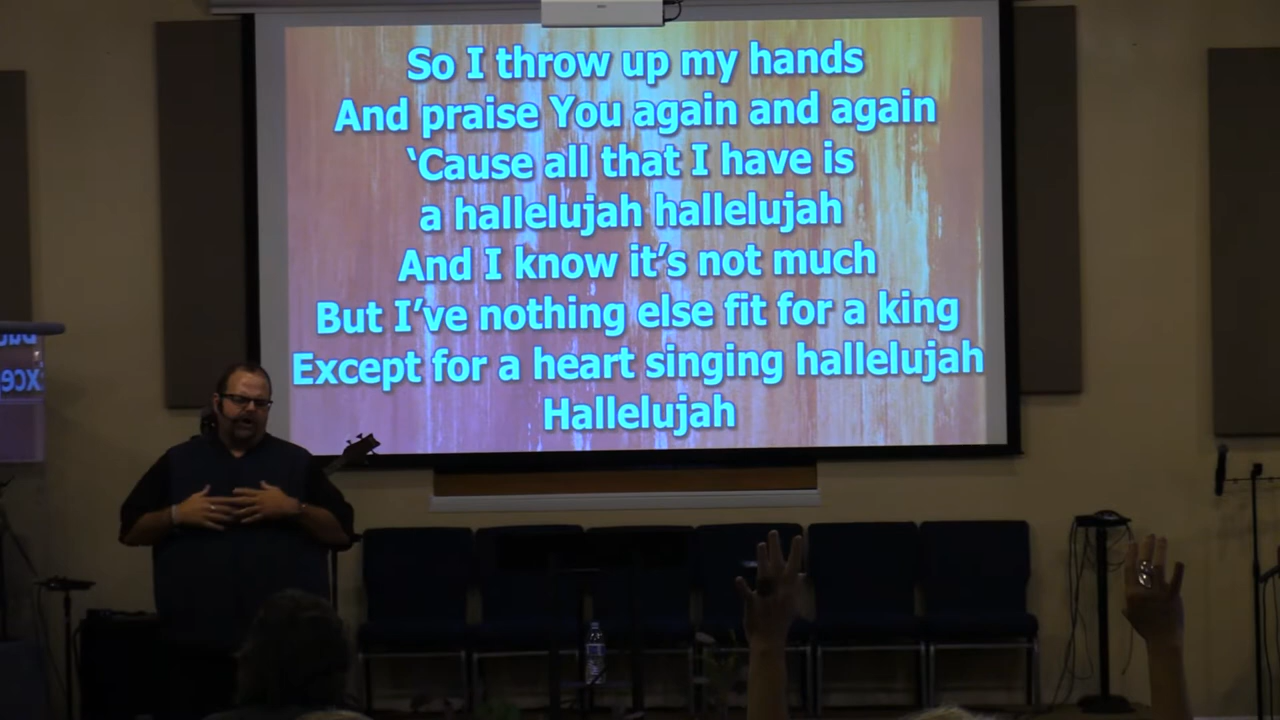 So I throw up my hands
And praise You again and again
‘Cause all that I have is
a hallelujah hallelujah
And I know it’s not much
But I’ve nothing else fit for a king
Except for a heart singing hallelujah
Hallelujah